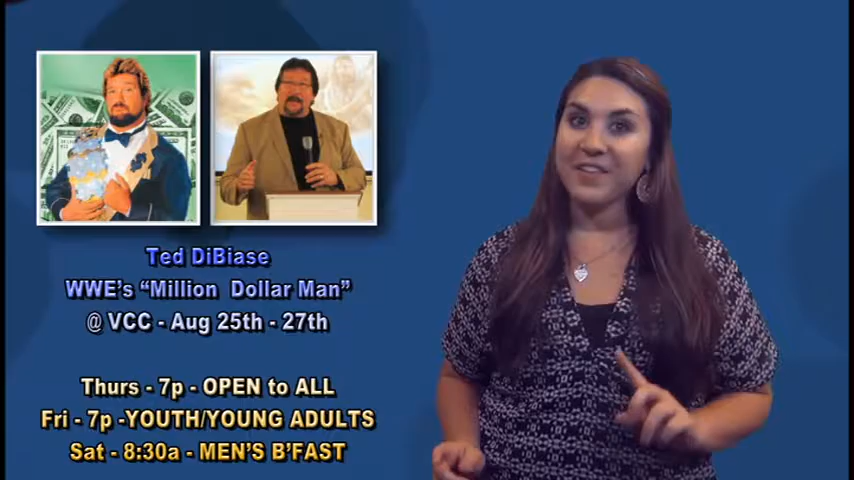 Ted DiBiase
WWE's "Million Dollar Man"
@ VCC - Aug 25th - 27th
Thurs - 7p - OPEN to ALL
Fri - 7p -YOUTH/YOUNG ADULTS
Sat - 8:30a - MEN'S B'FAST